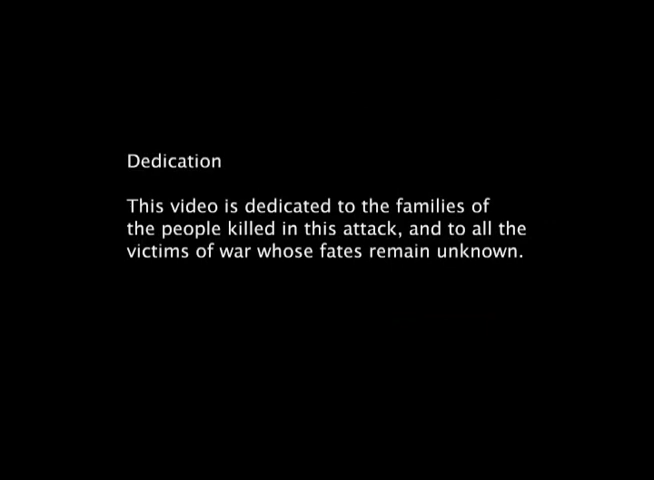 Dedication
This video is dedicated to the families of
the people killed in this attack, and to all the
victims of war whose fates remain unknown.